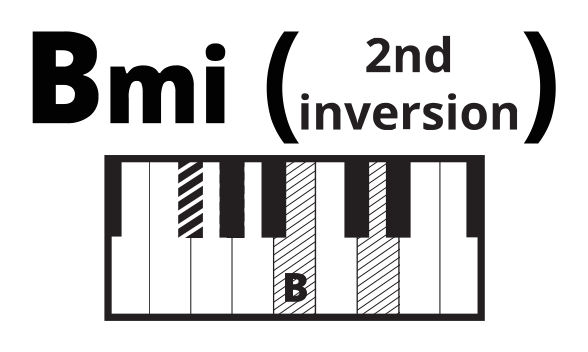 Bmi (2nd
inversion)
B